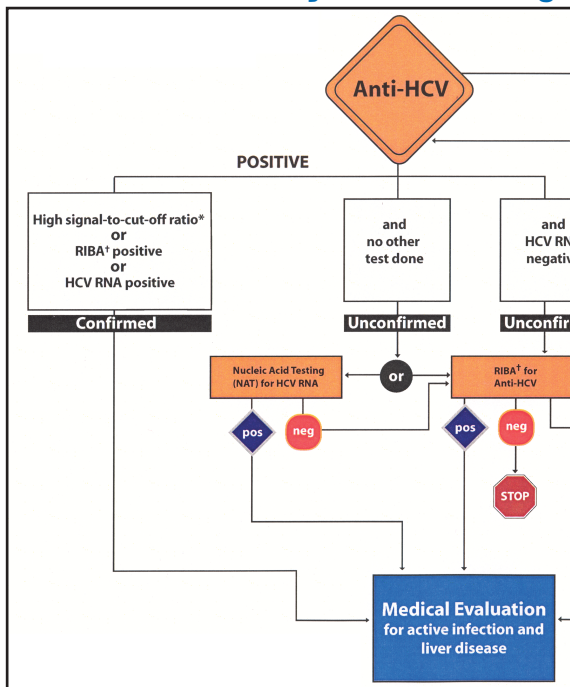 Anti-HCV
POSITIVE
High signal-to-cut-off ratio*
or
RIBA† positive
or
HCV RNA positive
Confirmed
and
no other
test done
Unconfirmed
and
HCV
Nucleic Acid Testing
(NAT) for HCV RNA
or
RIBA† for
Anti-HCV
pos
neg
pos
neg
STOP
Medical Evaluation
for active infection and
liver disease